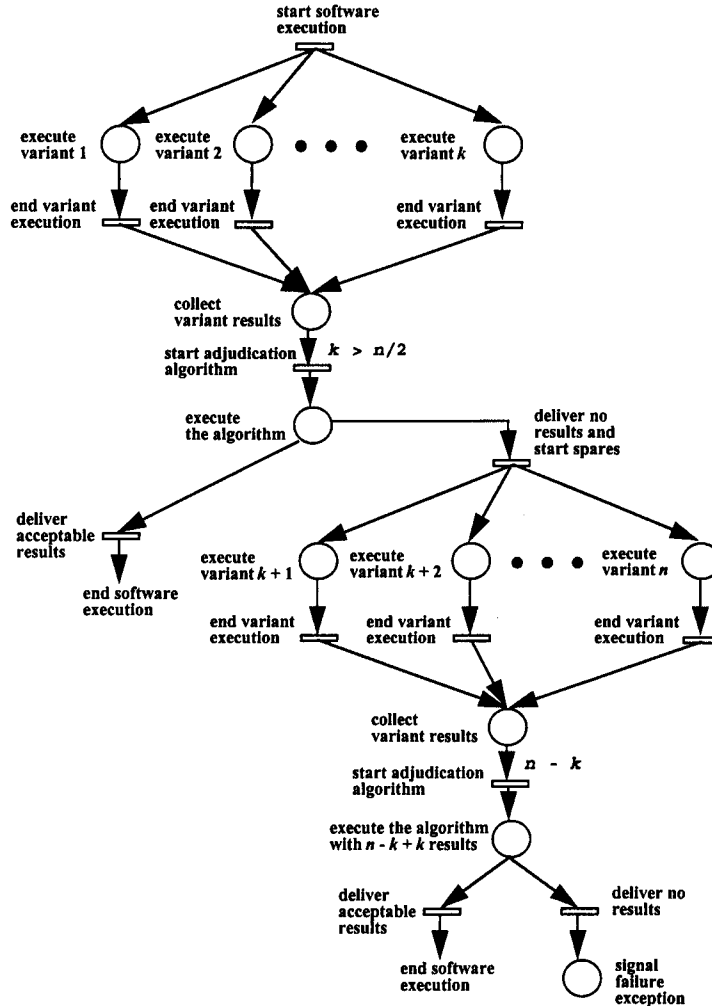 start software
execution
execute
variant 1
execute
variant 2
execute
variant k
end variant
execution
end variant
execution
end variant
execution
collect
variant results
k > n/2
start adjudication
algorithm
execute
the algorithm
deliver no
results and
start spares
deliver
acceptable
results
end software
execution
execute
variant k + 1
execute
variant k + 2
execute
variant n
end variant
execution
end variant
execution
end variant
execution
collect
variant results
n - k
start adjudication
algorithm
execute the algorithm
with n - k + k results
deliver
acceptable
results
deliver no
results
end software
execution
signal
failure
exception